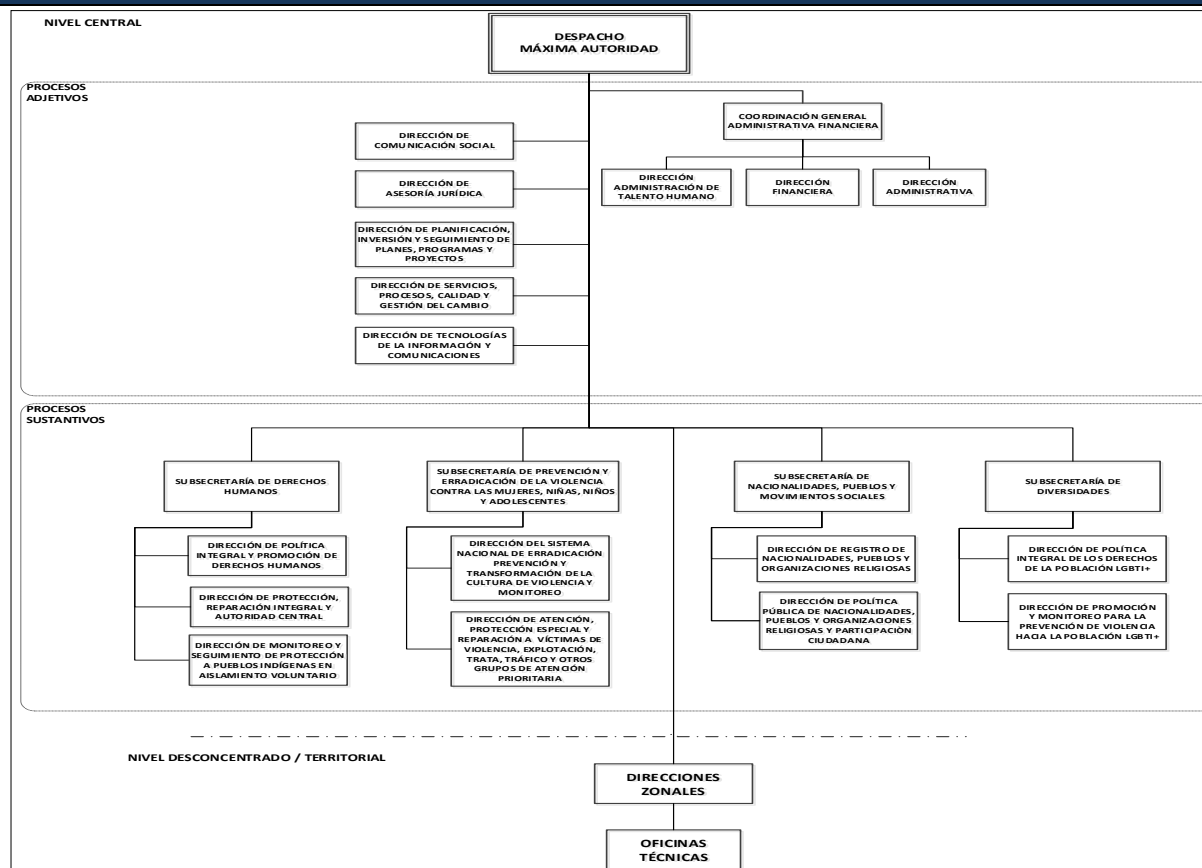 NIVEL CENTRAL
DESPACHO
MÁXIMA AUTORIDAD
PROCESOS
ADJETIVOS
COORDINACIÓN GENERAL
ADMINISTRATIVA FINANCIERA
DIRECCIÓN DE
COMUNICACIÓN SOCIAL
DIRECCIÓN
ADMINISTRACIÓN DE
TALENTO HUMANO
DIRECCIÓN
FINANCIERA
DIRECCIÓN
ADMINISTRATIVA
DIRECCIÓN DE
ASESORÍA JURÍDICA
DIRECCIÓN DE PLANIFICACIÓN,
INVERSIÓN Y SEGUIMIENTO DE
PLANES, PROGRAMAS Y
PROYECTOS
DIRECCIÓN DE SERVICIOS,
PROCESOS, CALIDAD Y
GESTIÓN DEL CAMBIO
DIRECCIÓN DE TECNOLOGÍAS
DE LA INFORMACIÓN Y
COMUNICACIONES
PROCESOS
SUSTANTIVOS
SUBSECRETARÍA DE DERECHOS
HUMANOS
SUBSECRETARÍA DE PREVENCIÓN Y
ERRADICACIÓN DE LA VIOLENCIA
CONTRA LAS MUJERES, NIÑAS, NIÑOS
Y ADOLESCENTES
SUBSECRETARÍA DE
NACIONALIDADES, PUEBLOS Y
MOVIMIENTOS SOCIALES
SUBSECRETARÍA DE
DIVERSIDADES
DIRECCIÓN DE POLÍTICA
INTEGRAL Y PROMOCIÓN DE
DERECHOS HUMANOS
DIRECCIÓN DEL SISTEMA
NACIONAL DE ERRADICACIÓN
PREVENCIÓN Y
TRANSFORMACIÓN DE LA
CULTURA DE VIOLENCIA Y
MONITOREO
DIRECCIÓN DE REGISTRO DE
NACIONALIDADES, PUEBLOS Y
ORGANIZACIONES RELIGIOSAS
DIRECCIÓN DE POLÍTICA
INTEGRAL DE LOS DERECHOS
DE LA POBLACIÓN LGBTI+
DIRECCIÓN DE PROTECCIÓN,
REPARACIÓN INTEGRAL Y
AUTORIDAD CENTRAL
DIRECCIÓN DE ATENCIÓN,
PROTECCIÓN ESPECIAL Y
REPARACIÓN A VÍCTIMAS DE
VIOLENCIA, EXPLOTACIÓN,
TRATA, TRÁFICO Y OTROS
GRUPOS DE ATENCIÓN
PRIORITARIA
DIRECCIÓN DE POLÍTICA
PÚBLICA DE NACIONALIDADES,
PUEBLOS Y ORGANIZACIONES
RELIGIOSAS Y PARTICIPACIÒN
CIUDADANA
DIRECCIÓN DE PROMOCIÓN
Y MONITOREO PARA LA
PREVENCIÓN DE VIOLENCIA
HACIA LA POBLACIÓN LGBTI+
DIRECCIÓN DE MONITOREO Y
SEGUIMIENTO DE PROTECCIÓN
A PUEBLOS INDÍGENAS EN
AISLAMIENTO VOLUNTARIO
NIVEL DESCONCENTRADO / TERRITORIAL
DIRECCIONES
ZONALES
OFICINAS
TÉCNICAS